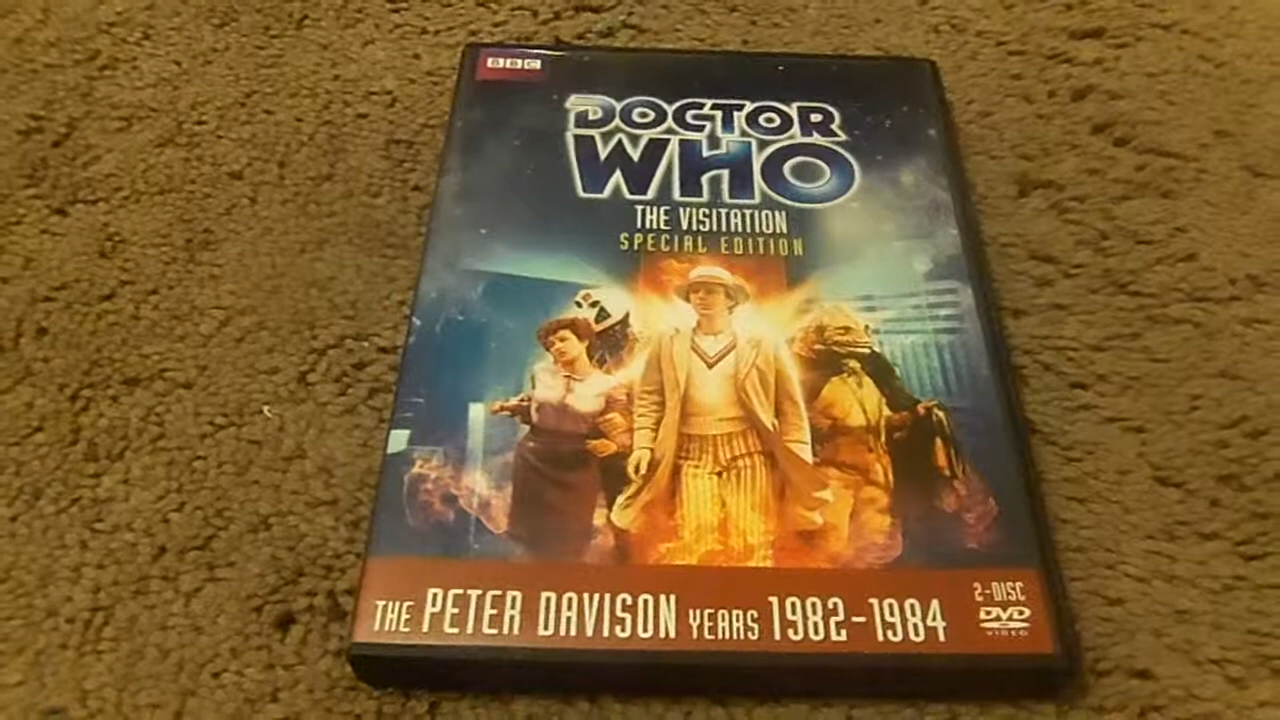 BBC
DOCTOR
WHO
THE VISITATION
SPECIAL EDITION
THE PETER DAVISON YEARS 1982-1984
2-DISC
DVD
VIDEO